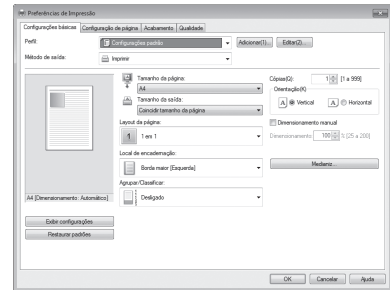 Preferências de Impressão
Configurações básicas Configuração de página Acabamento Qualidade
Perfil: Configurações padrão Adicionar(1)... Editar(2)...
Método de saída: Imprimir
Tamanho da página:
A4
Tamanho da saída:
Coincidir tamanho da página
Layout da página:
1 1 em 1
Local de encadernação:
Borda maior [Esquerda]
Agrupar/Classificar:
Desligado
Cópias(Q): 1 [1 a 999]
Orientação(K)
A Vertical A Horizontal
Dimensionamento manual
Dimensionamento: 100 % [25 a 200]
Medianiz...
A4 [Dimensionamento: Automático]
Exibir configurações
Restaurar padrões
OK Cancelar Ajuda